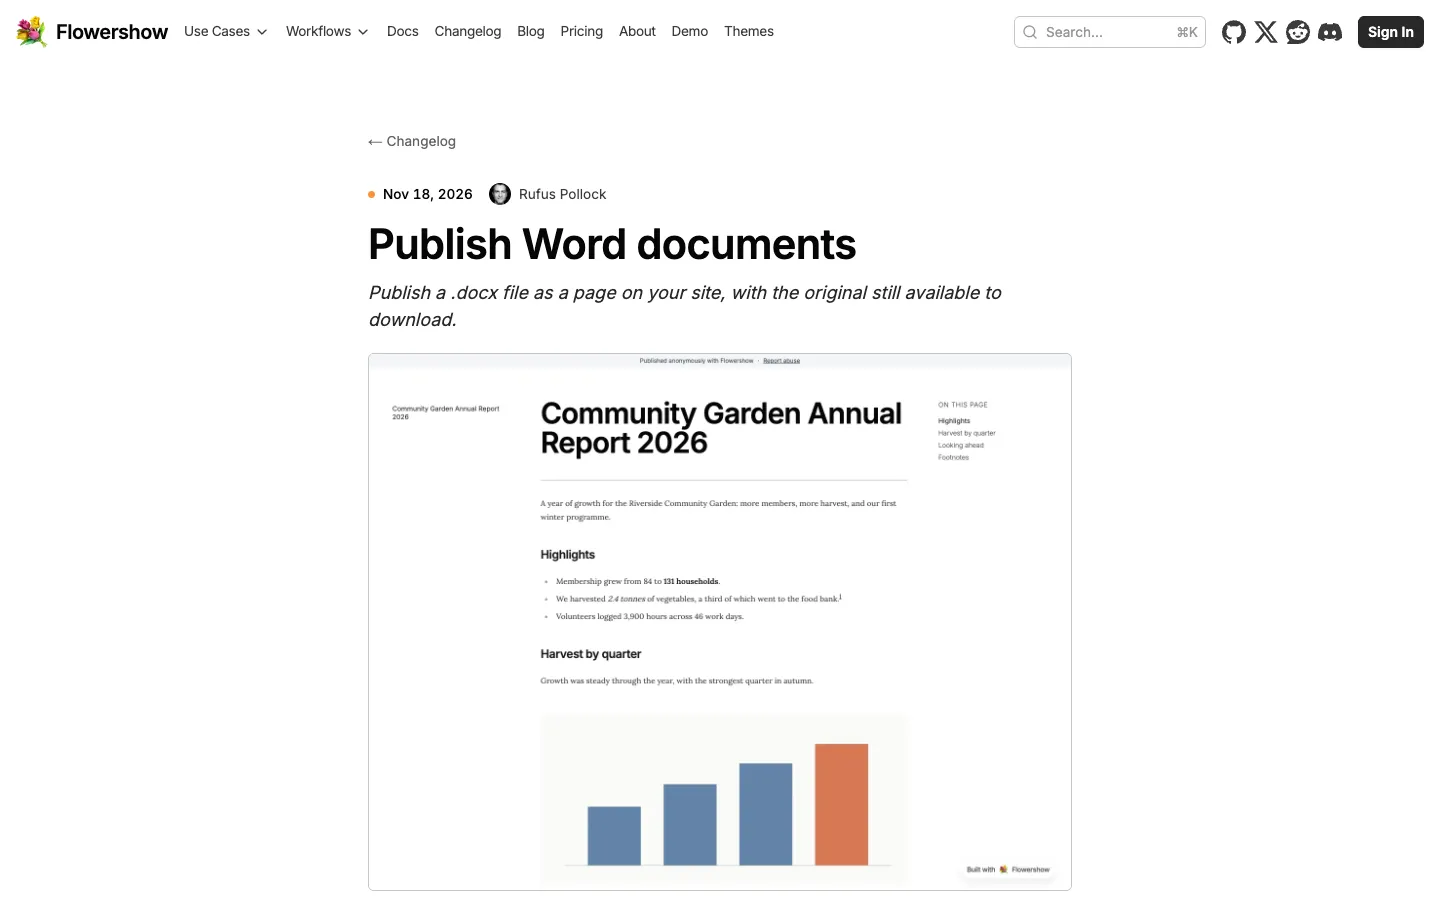 Flowershow
Use Cases
Workflows
Docs
Changelog
Blog
Pricing
About
Demo
Themes
Search...
⌘K
Sign In
← Changelog
Nov 18, 2026
Rufus Pollock
Publish Word documents
Publish a .docx file as a page on your site, with the original still available to
download.
Published anonymously with Flowershow · Report abuse
Community Garden Annual Report
2026
Community Garden Annual
Report 2026
ON THIS PAGE
Highlights
Harvest by quarter
Looking ahead
Footnotes
A year of growth for the Riverside Community Garden: more members, more harvest, and our first
winter programme.
Highlights
Membership grew from 84 to 131 households.
We harvested 2.4 tonnes of vegetables, a third of which went to the food bank.1
Volunteers logged 3,900 hours across 46 work days.
Harvest by quarter
Growth was steady through the year, with the strongest quarter in autumn.
Built with Flowershow